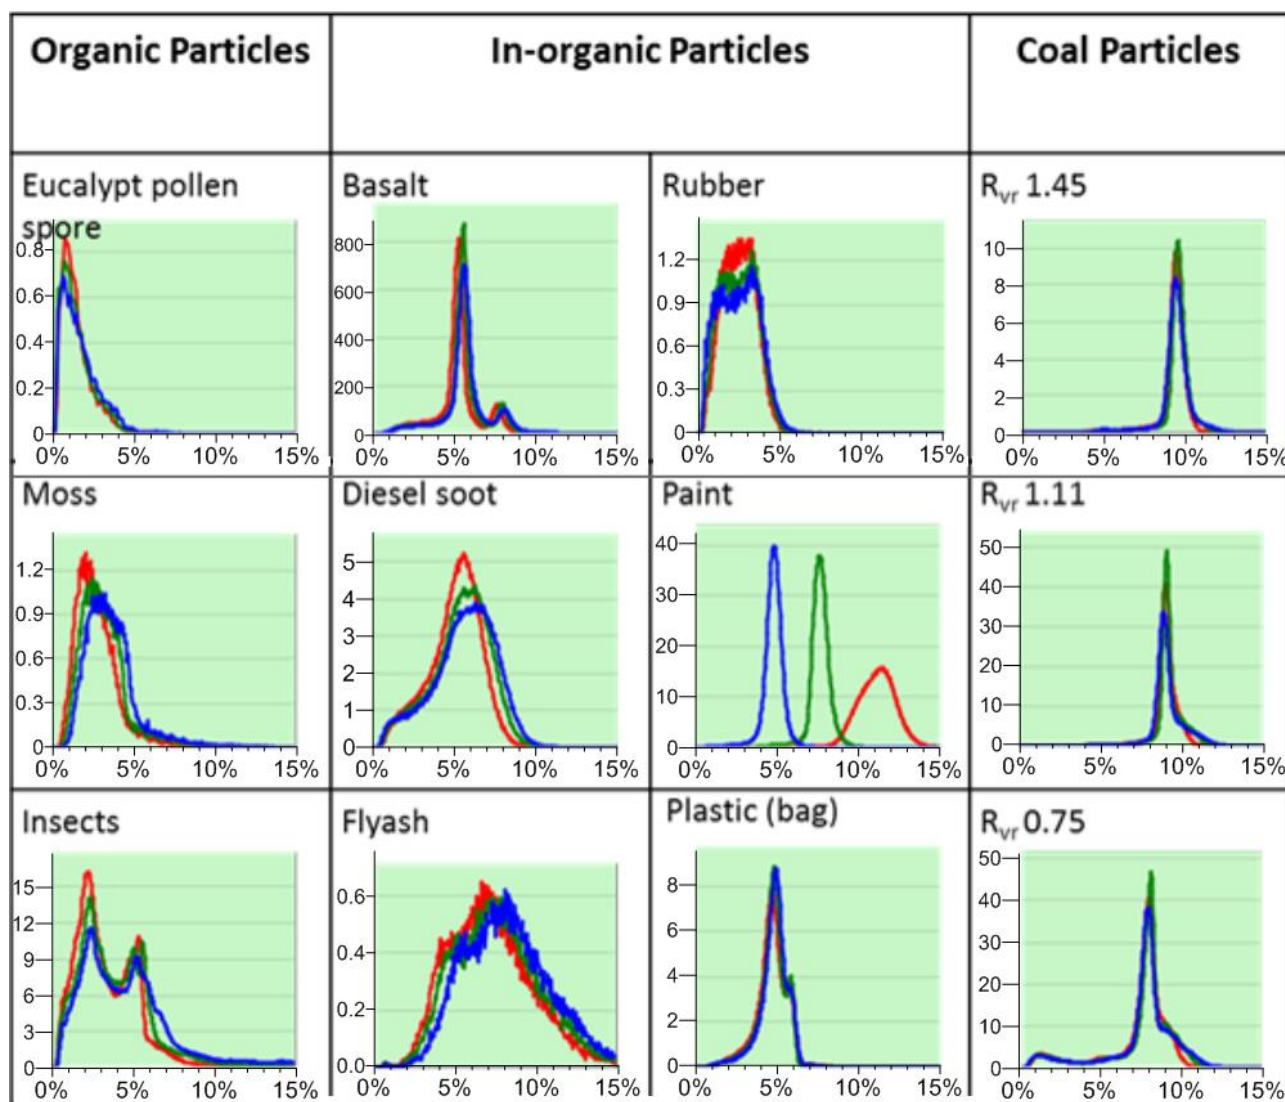 Organic Particles
In-organic Particles
Coal Particles
Eucalypt pollen
spore
0.8
0.6
0.4
0.2
0
0% 5% 10% 15%
Basalt
800
600
400
200
0
0% 5% 10% 15%
Rubber
1.2
0.9
0.6
0.3
0
0% 5% 10% 15%
Rvr 1.45
10
8
6
4
2
0
0% 5% 10% 15%
Moss
1.2
0.9
0.6
0.3
0
0% 5% 10% 15%
Diesel soot
5
4
3
2
1
0
0% 5% 10% 15%
Paint
40
30
20
10
0
0% 5% 10% 15%
Rvr 1.11
50
40
30
20
10
0
0% 5% 10% 15%
Insects
15
12
9
6
3
0
0% 5% 10% 15%
Flyash
0.6
0.4
0.2
0.0
0% 5% 10% 15%
Plastic (bag)
8
6
4
2
0
0% 5% 10% 15%
Rvr 0.75
50
40
30
20
10
0
0% 5% 10% 15%